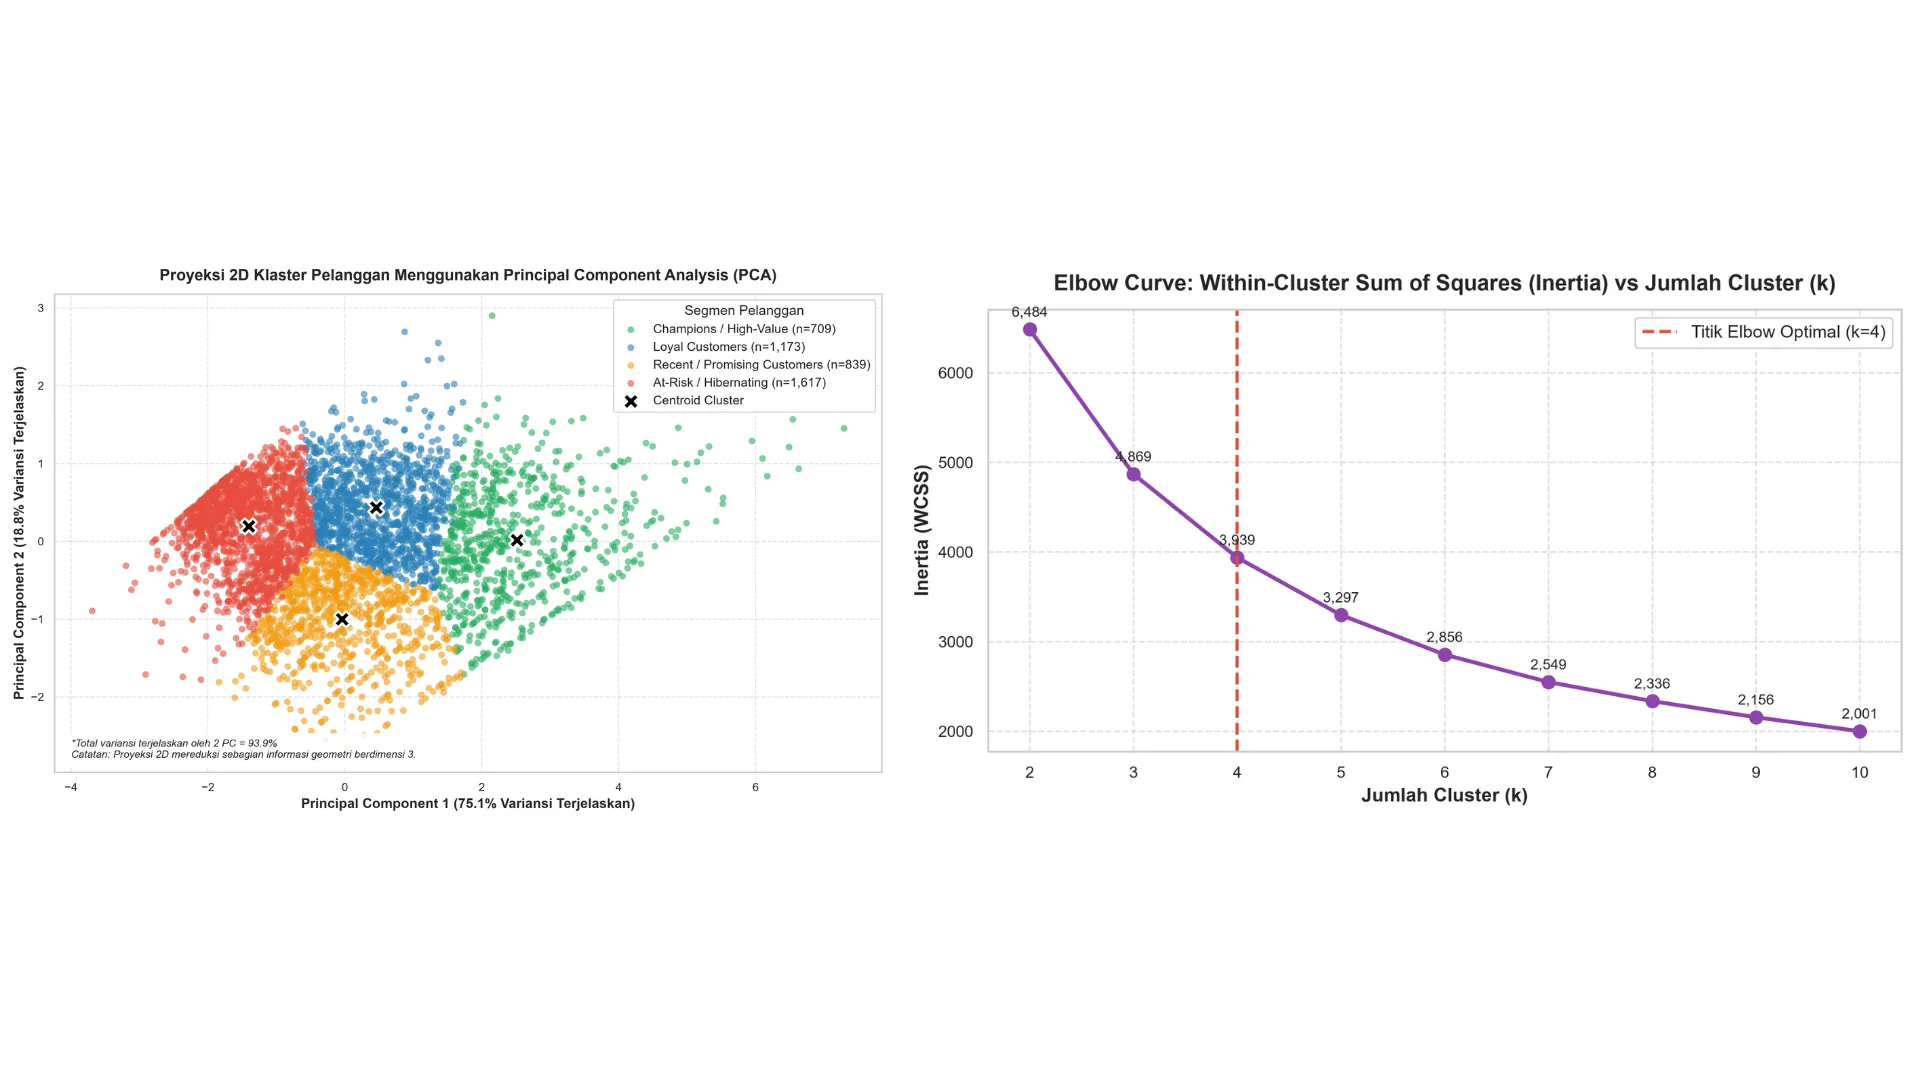 Proyeksi 2D Klaster Pelanggan Menggunakan Principal Component Analysis (PCA)
Principal Component 2 (18.8% Variansi Terjelaskan)
3
2
1
0
−1
−2
Segmen Pelanggan
Champions / High-Value (n=709)
Loyal Customers (n=1,173)
Recent / Promising Customers (n=839)
At-Risk / Hibernating (n=1,617)
Centroid Cluster
*Total variansi terjelaskan oleh 2 PC = 93.9%
Catatan: Proyeksi 2D mereduksi sebagian informasi geometri berdimensi 3.
−4 −2 0 2 4 6
Principal Component 1 (75.1% Variansi Terjelaskan)
Elbow Curve: Within-Cluster Sum of Squares (Inertia) vs Jumlah Cluster (k)
Inertia (WCSS)
6000
5000
4000
3000
2000
Titik Elbow Optimal (k=4)
6,484
4,869
3,939
3,297
2,856
2,549
2,336
2,156
2,001
2 3 4 5 6 7 8 9 10
Jumlah Cluster (k)